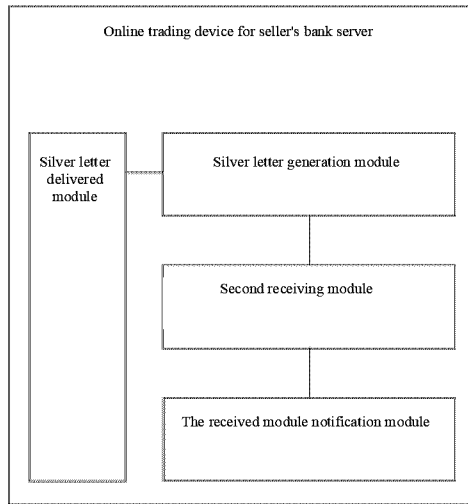 Online trading device for seller's bank server
Silver letter
delivered
module
Silver letter generation module
Second receiving module
The received module notification module